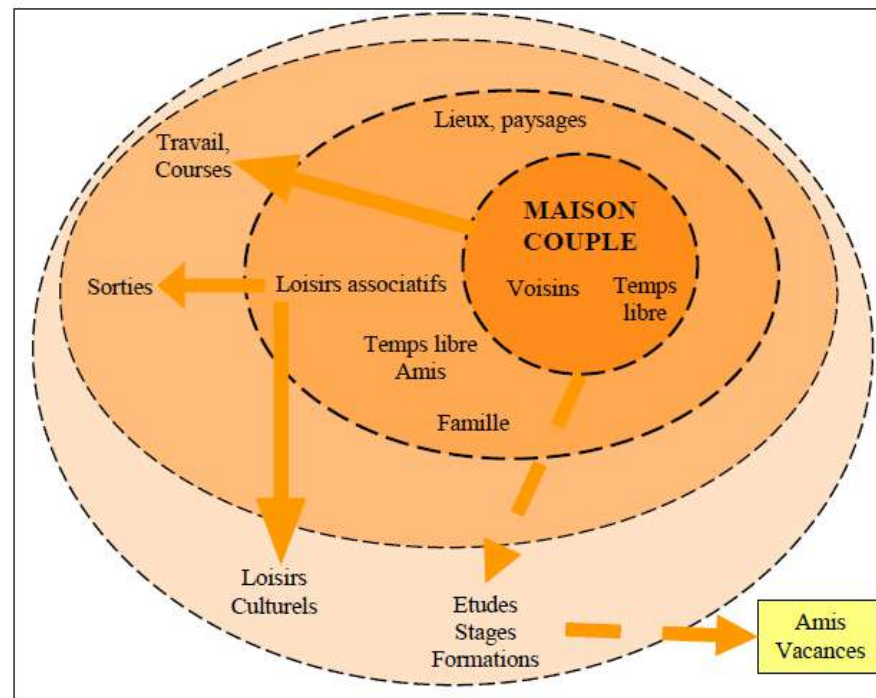 Lieux, paysages
Travail,
Courses
MAISON
COUPLE
Sorties
Loisirs associatifs
Voisins
Temps
libre
Temps libre
Amis
Famille
Loisirs
Culturels
Etudes
Stages
Formations
Amis
Vacances